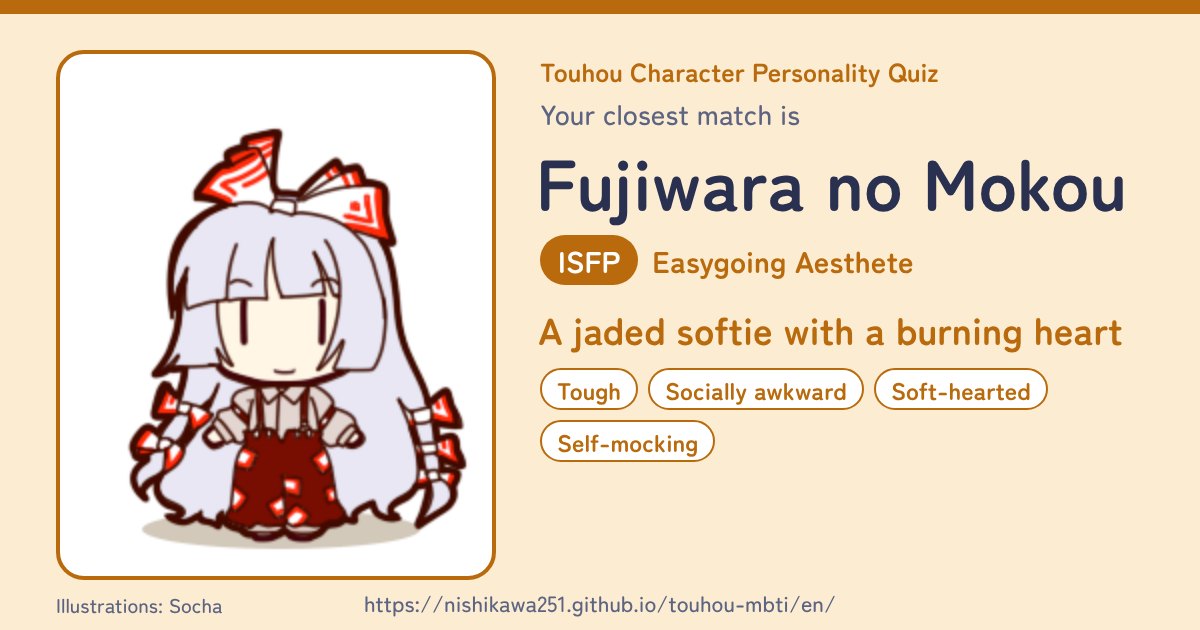 Touhou Character Personality Quiz
Your closest match is
Fujiwara no Mokou
ISFP Easygoing Aesthete
A jaded softie with a burning heart
Tough Socially awkward Soft-hearted
Self-mocking
Illustrations: Socha https://nishikawa251.github.io/touhou-mbti/en/